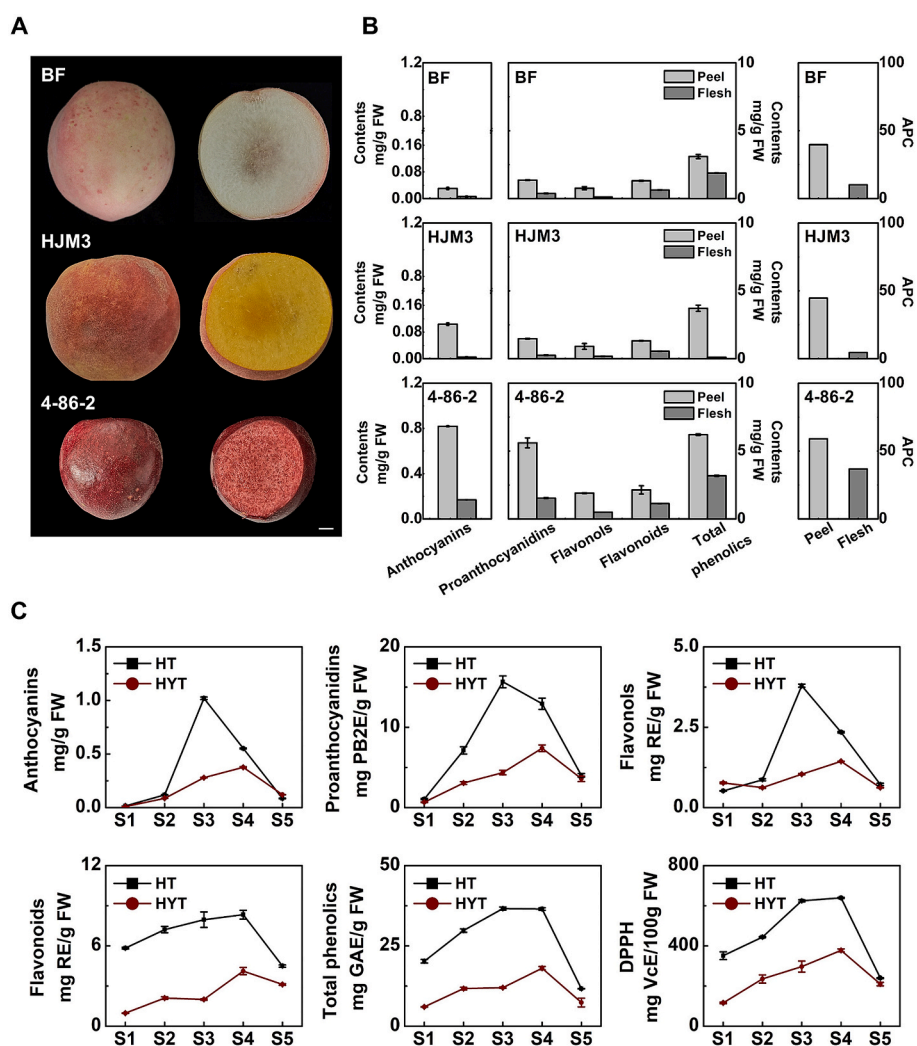 A
BF
HJM3
4-86-2
B
Contents
mg/g FW
1.2
0.8
0.16
0.08
0.00
BF
BF
Peel
Flesh
10
5
0
Contents
mg/g FW
BF
100
50
0
APC
Contents
mg/g FW
1.2
0.8
0.16
0.08
0.00
HJM3
HJM3
Peel
Flesh
10
5
0
Contents
mg/g FW
HJM3
100
50
0
APC
Contents
mg/g FW
1.2
0.8
0.4
0.0
4-86-2
4-86-2
Peel
Flesh
10
5
0
Contents
mg/g FW
4-86-2
100
50
0
APC
Anthocyanins
Proanthocyanidins
Flavonols
Flavonoids
Total
phenolics
Peel
Flesh
C
Anthocyanins
mg/g FW
1.5
1.0
0.5
0.0
HT
HYT
S1 S2 S3 S4 S5
Proanthocyanidins
mg PB2E/g FW
20
15
10
5
0
HT
HYT
S1 S2 S3 S4 S5
Flavonols
mg RE/g FW
5.0
2.5
0.0
HT
HYT
S1 S2 S3 S4 S5
Flavonoids
mg RE/g FW
12
9
6
3
0
HT
HYT
S1 S2 S3 S4 S5
Total phenolics
mg GAE/g FW
50
25
0
HT
HYT
S1 S2 S3 S4 S5
DPPH
mg VcE/100g FW
800
400
0
HT
HYT
S1 S2 S3 S4 S5